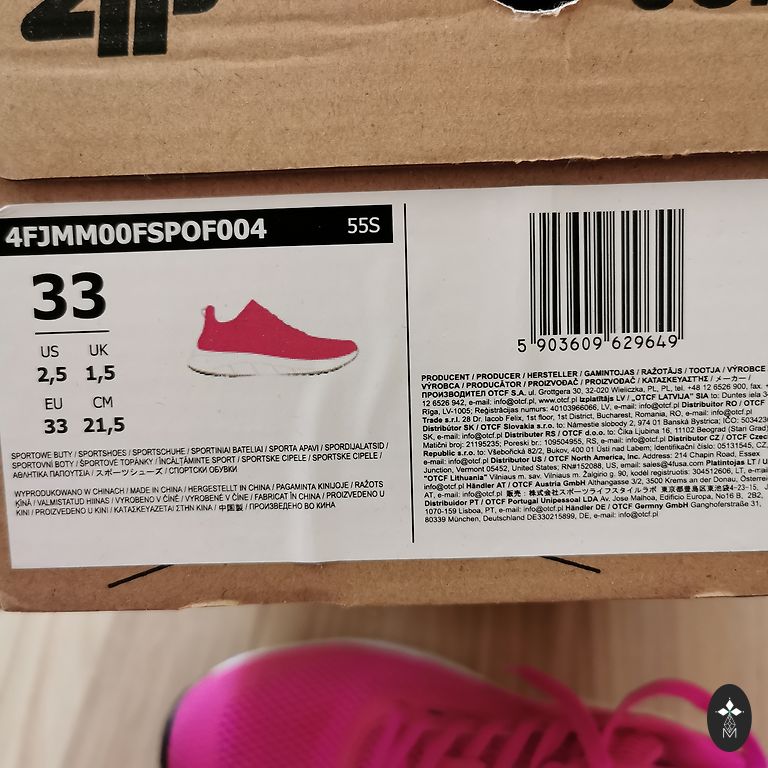 4FJMM00FSPOF004 55S
33
US UK
2,5 1,5
EU CM
33 21,5
SPORTOWE BUTY / SPORTSHOES / SPORTSCHUHE / SPORTINIAI BATELIAI / SPORTA APAVI / SPORDIJALATSID /
SPORTOVNÍ BOTY / ŠPORTOVÉ TOPÁNKY / ÎNCĂLȚĂMINTE SPORT / SPORTSKE CIPELE / SPORTSKE CIPELE /
ΑΘΛΗΤΙΚΑ ΠΑΠΟΥΤΣΙΑ / スポーツシューズ / СПОРТСКИ ОБУВКИ
WYPRODUKOWANO W CHINACH / MADE IN CHINA / HERGESTELLT IN CHINA / PAGAMINTA KINIJOJE / RAŽOTS
ĶĪNĀ / VALMISTATUD HIINAS / VYROBENO V ČÍNĚ / VYROBENÉ V ČÍNE / FABRICAT ÎN CHINA / PROIZVEDENO U
KINI / PROIZVEDENO U KINI / ΚΑΤΑΣΚΕΥΑΖΕΤΑΙ ΣΤΗΝ ΚΙΝΑ / 中国製 / ПРОИЗВЕДЕНО ВО КИНА
5 903609 629649
PRODUCENT / PRODUCER / HERSTELLER / GAMINTOJAS / RAŽOTĀJS / TOOTJA / VÝROBCE
VÝROBCA / PRODUCĂTOR / PROIZVOĐAČ / PROIZVOĐAČ / ΚΑΤΑΣΚΕΥΑΣΤΗΣ / メーカー /
ПРОИЗВОДИТЕЛ OTCF S.A. ul. Grottgera 30, 32-020 Wieliczka, PL, PL, tel. +48 12 6526 900, fax.
12 6526 942, e-mail: info@otcf.pl, www.otcf.pl Izplatītājs LV / „OTCF LATVIJA” SIA to: Duntes iela
Rīga, LV-1005; Reģistrācijas numurs: 40103966066, LV, e-mail: info@otcf.pl Distribuitor RO / OTCF
Trade s.r.l. 28 Dr. Iacob Felix, 1st floor, 1st District, Bucharest, Romania, RO, e-mail: info@otcf.pl
Distribútor SK / OTCF Slovakia s.r.o. to: Námestie slobody 2, 974 01 Banská Bystrica; IČO:
SK, e-mail: info@otcf.pl Distributer RS / OTCF d.o.o. to: Čika Ljubina 16, 11102 Beograd (Stari Grad)
Matični broj: 21195235; Poreski br.: 109504955, RS, e-mail: info@otcf.pl Distributor CZ / OTCF Czech
Republic s.r.o. to: Všebořická 82/2, Bukov, 400 01 Ústí nad Labem; Identifikační číslo: 05131545, CZ,
e-mail: info@otcf.pl Distributor US / OTCF North America, Inc. Address: 214 Chapin Road, Essex
Junction, Vermont 05452, United States; RN#152088, US, email: sales@4fusa.com Platintojas LT / U
"OTCF Lithuania" Vilniaus m. sav. Vilniaus m. Žalgirio g. 90, kodel registruotis: 304512606, LT, e-mail:
info@otcf.pl Händler AT / OTCF Austria GmbH Althangasse 3/2, 3500 Krems an der Donau, Österreich
AT, e-mail: info@otcf.pl 販売：株式会社スポーツライフスタイルラボ 東京都豊島区東池袋4-23-15, J
Distribuidor PT / OTCF Portugal Unipessoal LDA Av. Jose Malhoa, Edificio Europa, No16 B, 2B2,
1070-159 Lisboa, PT, e-mail: info@otcf.pl Händler DE / OTCF Germny GmbH Ganghoferstraße 31,
80339 München, Deutschland DE330215899, DE, e-mail: info@otcf.pl
M